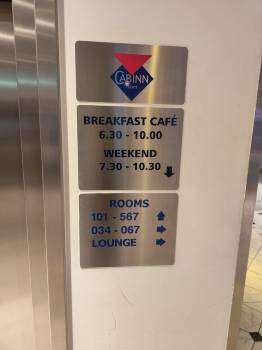 CABINN
BREAKFAST CAFÉ
6.30 - 10.00
WEEKEND
7.30 - 10.30
ROOMS
101 - 567
034 - 067
LOUNGE